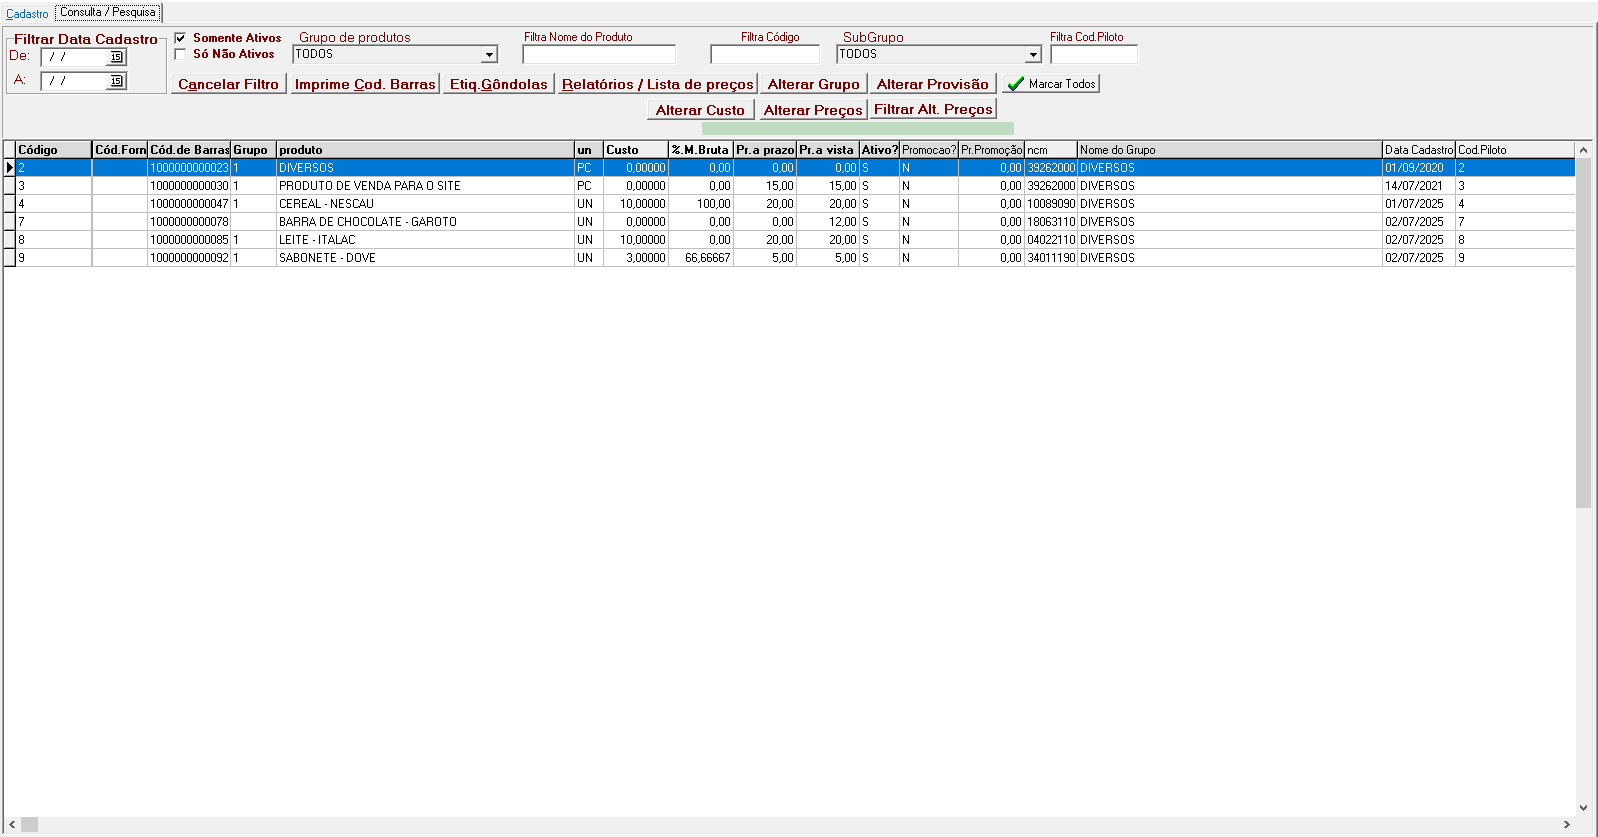 Cadastro Consulta / Pesquisa
Filtrar Data Cadastro Somente Ativos Grupo de produtos Filtra Nome do Produto Filtra Código SubGrupo Filtra Cod.Piloto
De: / / 15 Só Não Ativos TODOS TODOS
A: / / 15 Cancelar Filtro Imprime Cod. Barras Etiq.Gôndolas Relatórios / Lista de preços Alterar Grupo Alterar Provisão Marcar Todos
Alterar Custo Alterar Preços Filtrar Alt. Preços
Código Cód.Forn Cód.de Barras Grupo produto un Custo %.M.Bruta Pr.a prazo Pr.a vista Ativo? Promocao? Pr.Promoção ncm Nome do Grupo Data Cadastro Cod.Piloto
2 1000000000023 1 DIVERSOS PC 0,00000 0,00 0,00 0,00 S N 0,00 39262000 DIVERSOS 01/09/2020 2
3 1000000000030 1 PRODUTO DE VENDA PARA O SITE PC 0,00000 0,00 15,00 15,00 S N 0,00 39262000 DIVERSOS 14/07/2021 3
4 1000000000047 1 CEREAL - NESCAU UN 10,00000 100,00 20,00 20,00 S N 0,00 10089090 DIVERSOS 01/07/2025 4
7 1000000000078 1 BARRA DE CHOCOLATE - GAROTO UN 0,00000 0,00 0,00 12,00 S N 0,00 18063110 DIVERSOS 02/07/2025 7
8 1000000000085 1 LEITE - ITALAC UN 10,00000 0,00 20,00 20,00 S N 0,00 04022110 DIVERSOS 02/07/2025 8
9 1000000000092 1 SABONETE - DOVE UN 3,00000 66,66667 5,00 5,00 S N 0,00 34011190 DIVERSOS 02/07/2025 9